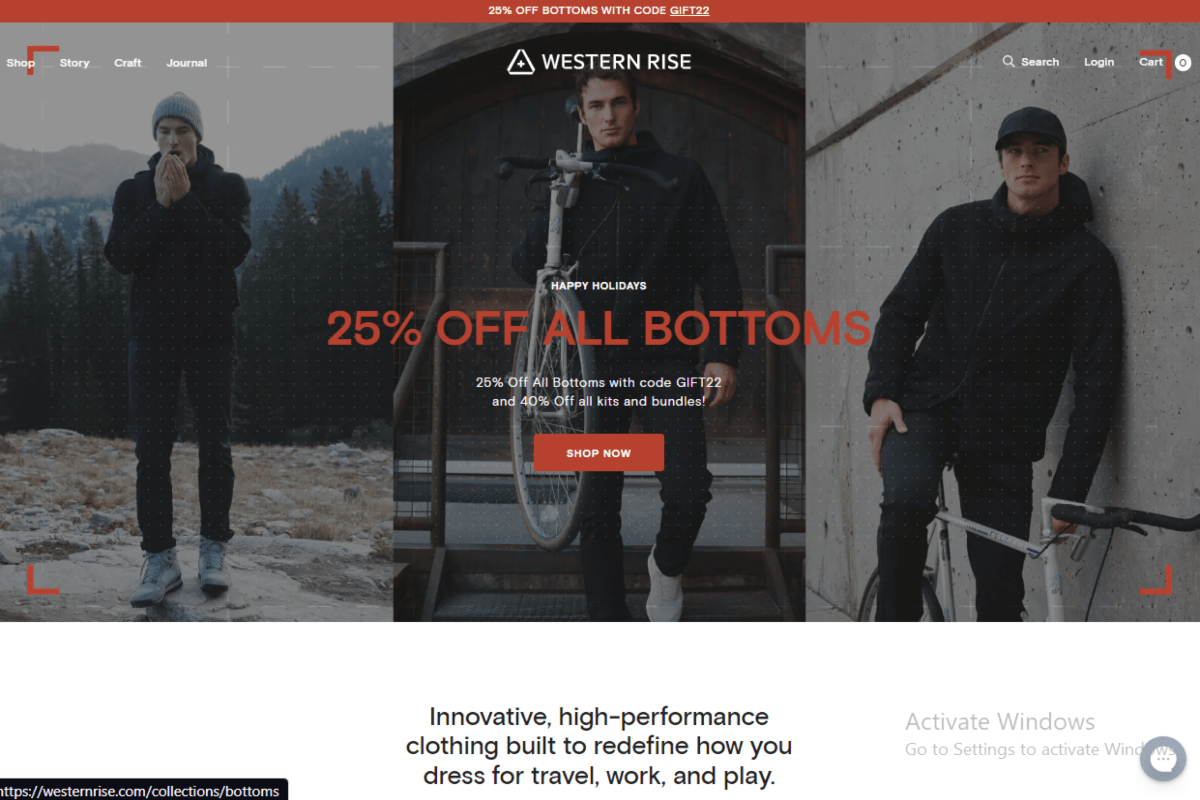 25% OFF BOTTOMS WITH CODE GIFT22
Shop Story Craft Journal
WESTERN RISE
Search Login Cart 0
HAPPY HOLIDAYS
25% OFF ALL BOTTOMS
25% Off All Bottoms with code GIFT22
and 40% Off all kits and bundles!
SHOP NOW
Innovative, high-performance
clothing built to redefine how you
dress for travel, work, and play.
Activate Windows
Go to Settings to activate Windows.
https://westernrise.com/collections/bottoms